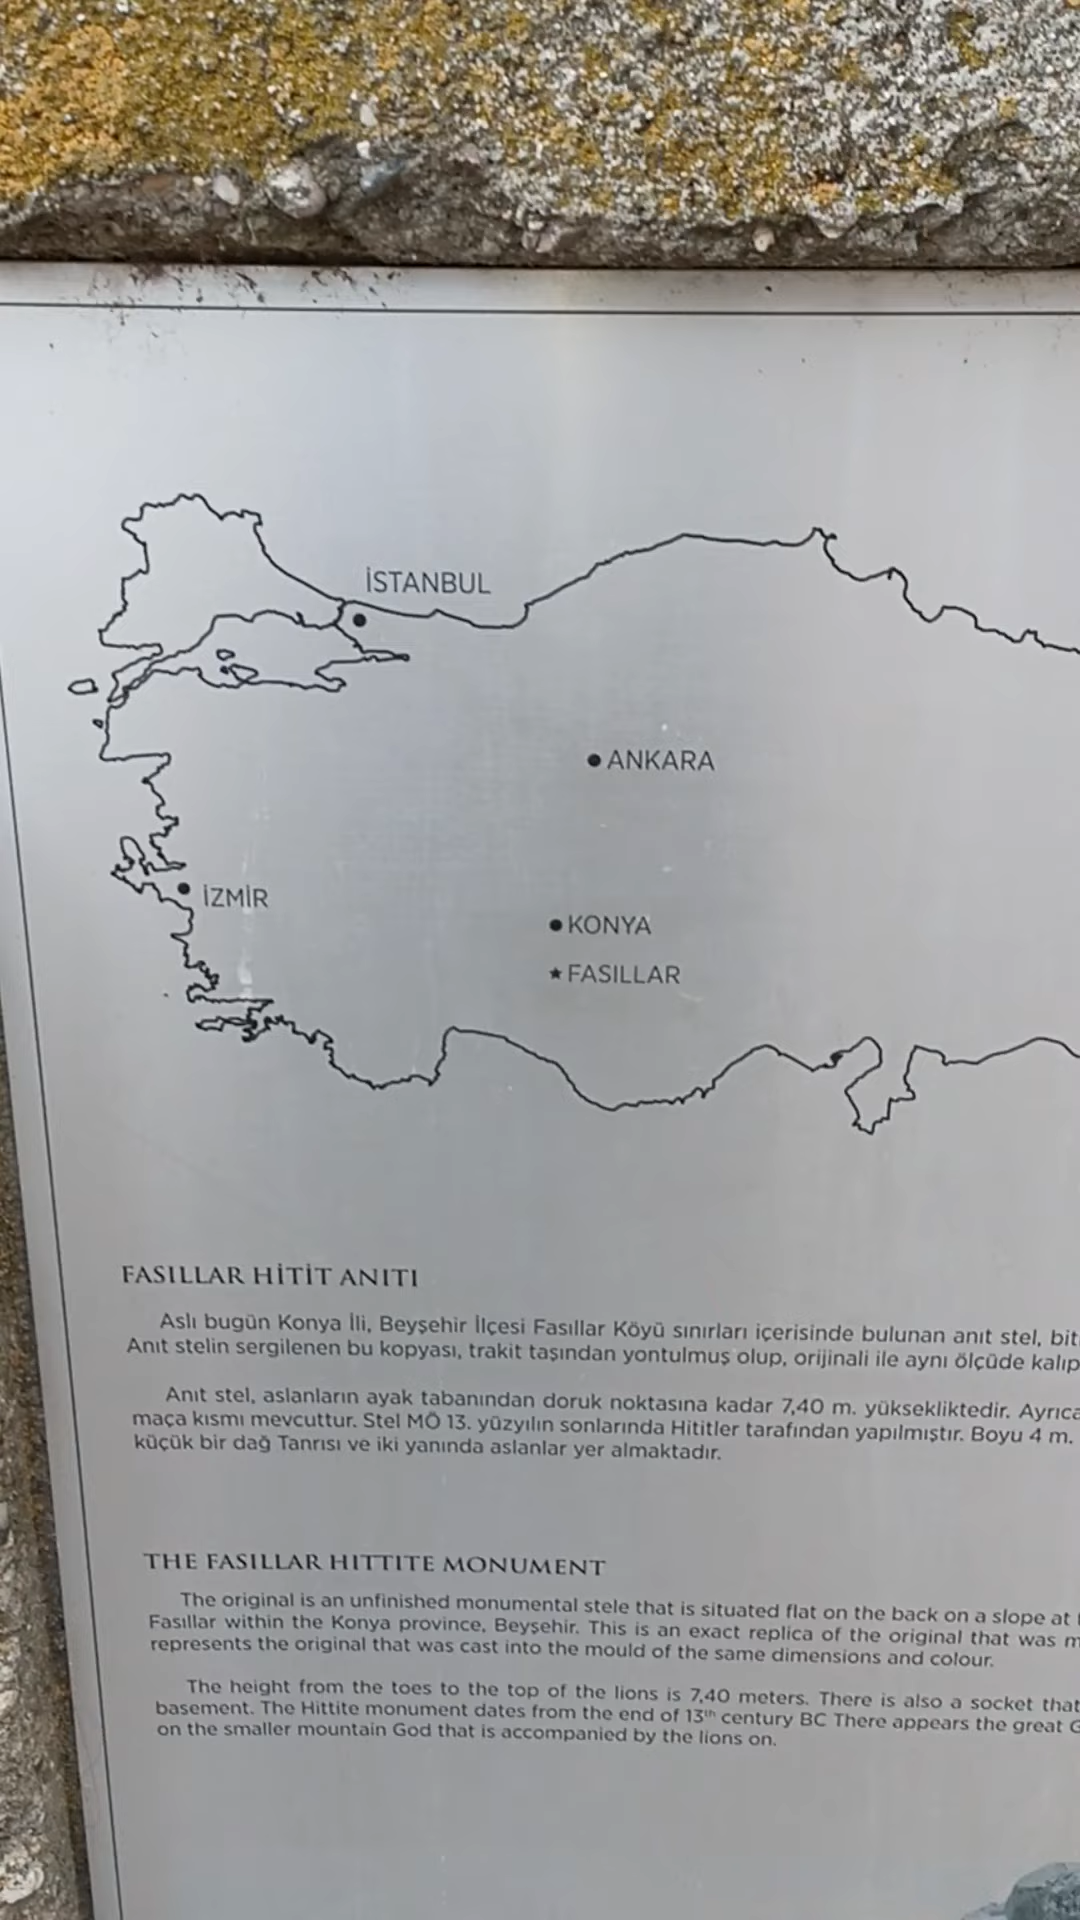 İSTANBUL
ANKARA
İZMİR
KONYA
FASILLAR
FASILLAR HİTİT ANITI
Aslı bugün Konya İli, Beyşehir İlçesi Fasıllar Köyü sınırları içerisinde bulunan anıt stel,
Anıt stelin sergilenen bu kopyası, trakit taşından yontulmuş olup, orijinali ile aynı ölçüde
Anıt stel, aslanların ayak tabanından doruk noktasına kadar 7,40 m. yüksekliktedir.
maça kısmı mevcuttur. Stel MÖ 13. yüzyılın sonlarında Hititler tarafından yapılmıştır. Boyu 4 m.
küçük bir dağ Tanrısı ve iki yanında aslanlar yer almaktadır.
THE FASILLAR HITTITE MONUMENT
The original is an unfinished monumental stele that is situated flat on the back on a slope at
Fasıllar within the Konya province, Beyşehir. This is an exact replica of the original that was
represents the original that was cast into the mould of the same dimensions and colour.
The height from the toes to the top of the lions is 7,40 meters. There is also a socket that
basement. The Hittite monument dates from the end of 13th century BC There appears the great
on the smaller mountain God that is accompanied by the lions on.